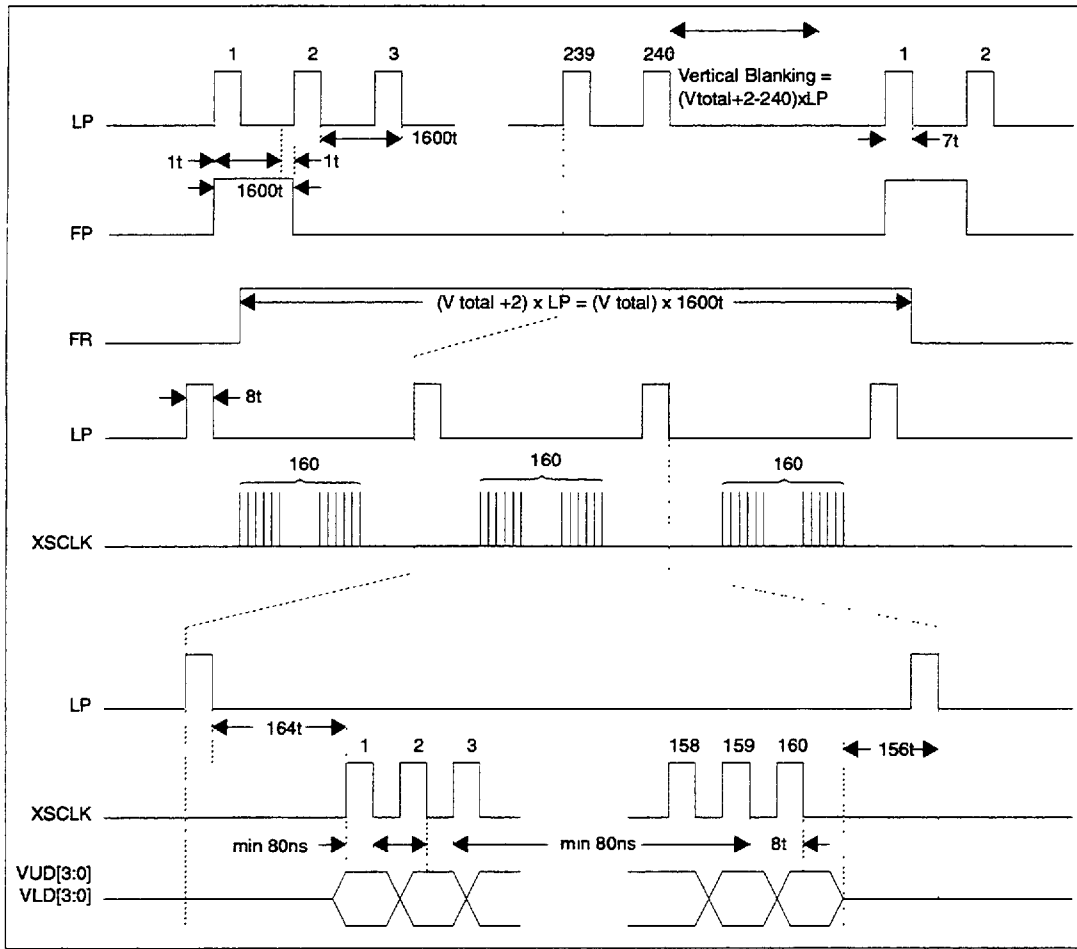 1 2 3 239 240 1 2
Vertical Blanking =
(Vtotal+2-240)xLP
LP
1600t
7t
1t 1t
1600t
FP
(V total +2) x LP = (V total) x 1600t
FR
8t
LP
160 160 160
XSCLK
LP
164t
156t
1 2 3 158 159 160
XSCLK
min 80ns min 80ns 8t
VUD[3:0]
VLD[3:0]